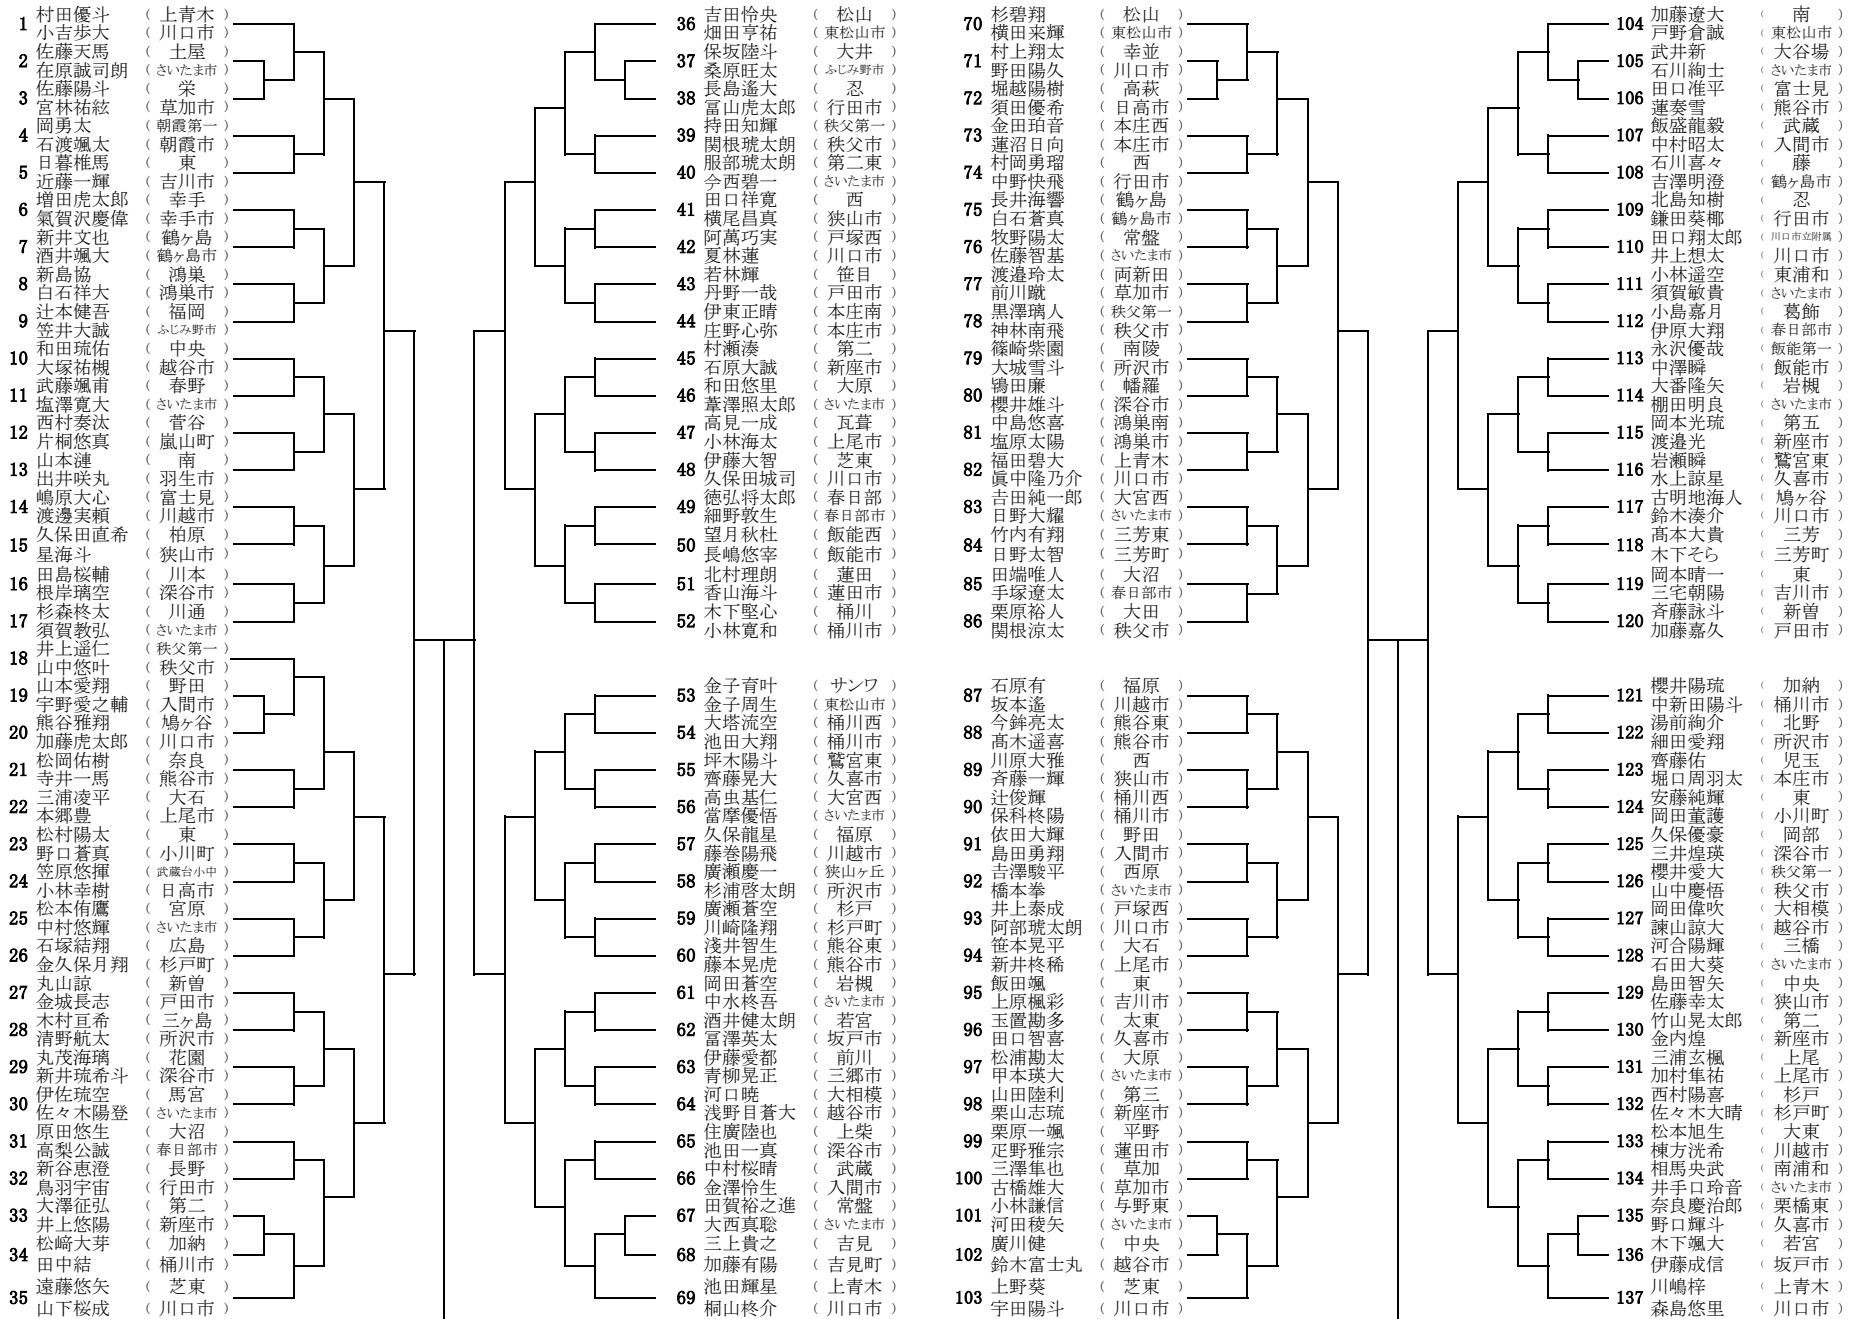 1 村田優斗 （ 上青木 ）
小吉歩大 （ 川口市 ）
2 佐藤天馬 （ 土屋 ）
在原誠司朗 （ さいたま市 ）
3 佐藤陽斗 （ 栄 ）
宮林祐絃 （ 草加市 ）
4 岡勇太 （ 朝霞第一 ）
石渡颯太 （ 朝霞市 ）
5 日暮椎馬 （ 東 ）
近藤一輝 （ 吉川市 ）
6 増田虎太郎 （ 幸手 ）
氣賀沢慶偉 （ 幸手市 ）
7 新井文也 （ 鶴ヶ島 ）
酒井颯大 （ 鶴ヶ島市 ）
8 新島協 （ 鴻巣 ）
白石祥大 （ 鴻巣市 ）
9 辻本健吾 （ 福岡 ）
笠井大誠 （ ふじみ野市 ）
10 和田琉佑 （ 中央 ）
大塚祐槻 （ 越谷市 ）
11 武藤颯甫 （ 春野 ）
塩澤寛大 （ さいたま市 ）
12 西村奏汰 （ 菅谷 ）
片桐悠真 （ 嵐山町 ）
13 山本漣 （ 南 ）
出井咲丸 （ 羽生市 ）
14 嶋原大心 （ 富士見 ）
渡邊実頼 （ 川越市 ）
15 久保田直希 （ 柏原 ）
星海斗 （ 狭山市 ）
16 田島桜輔 （ 川本 ）
根岸璃空 （ 深谷市 ）
17 杉森柊太 （ 川通 ）
須賀教弘 （ さいたま市 ）
18 井上遥仁 （ 秩父第一 ）
山中悠叶 （ 秩父市 ）
19 山本愛翔 （ 野田 ）
宇野愛之輔 （ 入間市 ）
20 熊谷雅翔 （ 鳩ヶ谷 ）
加藤虎太郎 （ 川口市 ）
21 松岡佑樹 （ 奈良 ）
寺井一馬 （ 熊谷市 ）
22 三浦凌平 （ 大石 ）
本郷豊 （ 上尾市 ）
23 松村陽太 （ 東 ）
野口蒼真 （ 小川町 ）
24 笠原悠揮 （ 武蔵台小中 ）
小林幸樹 （ 日高市 ）
25 松本侑鷹 （ 宮原 ）
中村悠輝 （ さいたま市 ）
26 石塚結翔 （ 広島 ）
金久保月翔 （ 杉戸町 ）
27 丸山諒 （ 新曽 ）
金城長志 （ 戸田市 ）
28 木村亘希 （ 三ヶ島 ）
清野航太 （ 所沢市 ）
29 丸茂海璃 （ 花園 ）
新井琉希斗 （ 深谷市 ）
30 伊佐琉空 （ 馬宮 ）
佐々木陽登 （ さいたま市 ）
31 原田悠生 （ 大沼 ）
高梨公誠 （ 春日部市 ）
32 新谷恵澄 （ 長野 ）
鳥羽宇宙 （ 行田市 ）
33 大澤征弘 （ 第二 ）
井上悠陽 （ 新座市 ）
34 松﨑大芽 （ 加納 ）
田中結 （ 桶川市 ）
35 遠藤悠矢 （ 芝東 ）
山下桜成 （ 川口市 ）
36 吉田怜央 （ 松山 ）
畑田亨祐 （ 東松山市 ）
37 保坂陸斗 （ 大井 ）
桑原旺太 （ ふじみ野市 ）
38 長島遙大 （ 忍 ）
冨山虎太郎 （ 行田市 ）
39 持田知輝 （ 秩父第一 ）
関根琥太朗 （ 秩父市 ）
40 服部琥太朗 （ 第二東 ）
今西碧一 （ さいたま市 ）
41 田口祥寛 （ 西 ）
横尾昌真 （ 狭山市 ）
42 阿萬巧実 （ 戸塚西 ）
夏林蓮 （ 川口市 ）
43 若林輝 （ 笹目 ）
丹野一哉 （ 戸田市 ）
44 伊東正晴 （ 本庄南 ）
庄野心弥 （ 本庄市 ）
45 村瀬湊 （ 第二 ）
石原大誠 （ 新座市 ）
46 和田悠里 （ 大原 ）
葦澤照太郎 （ さいたま市 ）
47 高見一成 （ 瓦葺 ）
小林海太 （ 上尾市 ）
48 伊藤大智 （ 芝東 ）
久保田城司 （ 川口市 ）
49 徳弘将太郎 （ 春日部 ）
細野敦生 （ 春日部市 ）
50 望月秋杜 （ 飯能西 ）
長嶋悠宰 （ 飯能市 ）
51 北村理朗 （ 蓮田 ）
香山海斗 （ 蓮田市 ）
52 木下堅心 （ 桶川 ）
小林寛和 （ 桶川市 ）
53 金子育叶 （ サンワ ）
金子周生 （ 東松山市 ）
54 大塔流空 （ 桶川西 ）
池田大翔 （ 桶川市 ）
55 坪木陽斗 （ 鷲宮東 ）
齊藤晃大 （ 久喜市 ）
56 高虫基仁 （ 大宮西 ）
當摩優悟 （ さいたま市 ）
57 久保龍星 （ 福原 ）
藤巻陽飛 （ 川越市 ）
58 廣瀬慶一 （ 狭山ヶ丘 ）
杉浦啓太朗 （ 所沢市 ）
59 廣瀬蒼空 （ 杉戸 ）
川崎隆翔 （ 杉戸町 ）
60 淺井智生 （ 熊谷東 ）
藤本晃虎 （ 熊谷市 ）
61 岡田蒼空 （ 岩槻 ）
中水柊吾 （ さいたま市 ）
62 酒井健太朗 （ 若宮 ）
冨澤英太 （ 坂戸市 ）
63 伊藤愛都 （ 前川 ）
青柳晃正 （ 三郷市 ）
64 河口暁 （ 大相模 ）
浅野目蒼大 （ 越谷市 ）
65 住廣陸也 （ 上柴 ）
池田一真 （ 深谷市 ）
66 中村桜晴 （ 武蔵 ）
金澤怜生 （ 入間市 ）
67 田賀裕之進 （ 常盤 ）
大西真聡 （ さいたま市 ）
68 三上貴之 （ 吉見 ）
加藤有陽 （ 吉見町 ）
69 池田輝星 （ 上青木 ）
桐山柊介 （ 川口市 ）
70 杉碧翔 （ 松山 ）
横田来輝 （ 東松山市 ）
71 村上翔太 （ 幸並 ）
野田陽久 （ 川口市 ）
72 堀越陽樹 （ 高萩 ）
須田優希 （ 日高市 ）
73 金田珀音 （ 本庄西 ）
蓮沼日向 （ 本庄市 ）
74 村岡勇瑠 （ 西 ）
中野快飛 （ 行田市 ）
75 長井海響 （ 鶴ヶ島 ）
白石蒼真 （ 鶴ヶ島市 ）
76 牧野陽太 （ 常盤 ）
佐藤智基 （ さいたま市 ）
77 渡邉玲太 （ 両新田 ）
前川蹴 （ 草加市 ）
78 黒澤璃人 （ 秩父第一 ）
神林南飛 （ 秩父市 ）
79 篠崎紫園 （ 南陵 ）
大城雪斗 （ 所沢市 ）
80 鴇田廉 （ 幡羅 ）
櫻井雄斗 （ 深谷市 ）
81 中島悠喜 （ 鴻巣南 ）
塩原太陽 （ 鴻巣市 ）
82 福田碧大 （ 上青木 ）
眞中隆乃介 （ 川口市 ）
83 吉田純一郎 （ 大宮西 ）
日野大耀 （ さいたま市 ）
84 竹内有翔 （ 三芳東 ）
日野太智 （ 三芳町 ）
85 田端唯人 （ 大沼 ）
手塚遼太 （ 春日部市 ）
86 栗原裕人 （ 大田 ）
関根涼太 （ 秩父市 ）
87 石原有 （ 福原 ）
坂本遙 （ 川越市 ）
88 今鉾亮太 （ 熊谷東 ）
髙木遥喜 （ 熊谷市 ）
89 川原大雅 （ 西 ）
斉藤一輝 （ 狭山市 ）
90 辻俊輝 （ 桶川西 ）
保科柊陽 （ 桶川市 ）
91 依田大輝 （ 野田 ）
島田勇翔 （ 入間市 ）
92 吉澤駿平 （ 西原 ）
橋本拳 （ さいたま市 ）
93 井上泰成 （ 戸塚西 ）
阿部琥太朗 （ 川口市 ）
94 笹本晃平 （ 大石 ）
新井柊稀 （ 上尾市 ）
95 飯田颯 （ 東 ）
上原楓彩 （ 吉川市 ）
96 玉置勘多 （ 太東 ）
田口智喜 （ 久喜市 ）
97 松浦勘太 （ 大原 ）
甲本瑛大 （ さいたま市 ）
98 山田陸利 （ 第三 ）
栗山志琉 （ 新座市 ）
99 栗原一颯 （ 平野 ）
疋野雅宗 （ 蓮田市 ）
100 三澤隼也 （ 草加 ）
古橋雄大 （ 草加市 ）
101 小林謙信 （ 与野東 ）
河田稜矢 （ さいたま市 ）
102 廣川健 （ 中央 ）
鈴木富士丸 （ 越谷市 ）
103 上野葵 （ 芝東 ）
宇田陽斗 （ 川口市 ）
104 加藤遼大 （ 南 ）
戸野倉誠 （ 東松山市 ）
105 武井新 （ 大谷場 ）
石川絢士 （ さいたま市 ）
106 田口准平 （ 富士見 ）
蓮奏雪 （ 熊谷市 ）
107 飯盛龍毅 （ 武蔵 ）
中村昭太 （ 入間市 ）
108 石川喜々 （ 藤 ）
吉澤明澄 （ 鶴ヶ島市 ）
109 北島知樹 （ 忍 ）
鎌田葵椰 （ 行田市 ）
110 田口翔太郎 （ 川口市立附属 ）
井上想太 （ 川口市 ）
111 小林遥空 （ 東浦和 ）
須賀敏貴 （ さいたま市 ）
112 小島嘉月 （ 葛飾 ）
伊原大翔 （ 春日部市 ）
113 永沢優哉 （ 飯能第一 ）
中澤瞬 （ 飯能市 ）
114 大番隆矢 （ 岩槻 ）
棚田明良 （ さいたま市 ）
115 岡本光琉 （ 第五 ）
渡邉光 （ 新座市 ）
116 岩瀬瞬 （ 鷲宮東 ）
水上諒星 （ 久喜市 ）
117 古明地海人 （ 鳩ヶ谷 ）
鈴木湊介 （ 川口市 ）
118 髙本大貴 （ 三芳 ）
木下そら （ 三芳町 ）
119 岡本晴一 （ 東 ）
三宅朝陽 （ 吉川市 ）
120 斉藤詠斗 （ 新曽 ）
加藤嘉久 （ 戸田市 ）
121 櫻井陽琉 （ 加納 ）
中新田陽斗 （ 桶川市 ）
122 湯前絢介 （ 北野 ）
細田愛翔 （ 所沢市 ）
123 齊藤佑 （ 児玉 ）
堀口周羽太 （ 本庄市 ）
124 安藤純輝 （ 東 ）
岡田菫護 （ 小川町 ）
125 久保優豪 （ 岡部 ）
三井煌瑛 （ 深谷市 ）
126 櫻井愛大 （ 秩父第一 ）
山中慶悟 （ 秩父市 ）
127 岡田偉吹 （ 大相模 ）
諫山諒大 （ 越谷市 ）
128 河合陽輝 （ 三橋 ）
石田大葵 （ さいたま市 ）
129 島田智矢 （ 中央 ）
佐藤幸太 （ 狭山市 ）
130 竹山晃太郎 （ 第二 ）
金内煌 （ 新座市 ）
131 三浦玄楓 （ 上尾 ）
加村隼祐 （ 上尾市 ）
132 西村陽喜 （ 杉戸 ）
佐々木大晴 （ 杉戸町 ）
133 松本旭生 （ 大東 ）
棟方洸希 （ 川越市 ）
134 相馬央武 （ 南浦和 ）
井手口玲音 （ さいたま市 ）
135 奈良慶治郎 （ 栗橋東 ）
野口輝斗 （ 久喜市 ）
136 木下颯大 （ 若宮 ）
伊藤成信 （ 坂戸市 ）
137 川嶋梓 （ 上青木 ）
森島悠里 （ 川口市 ）